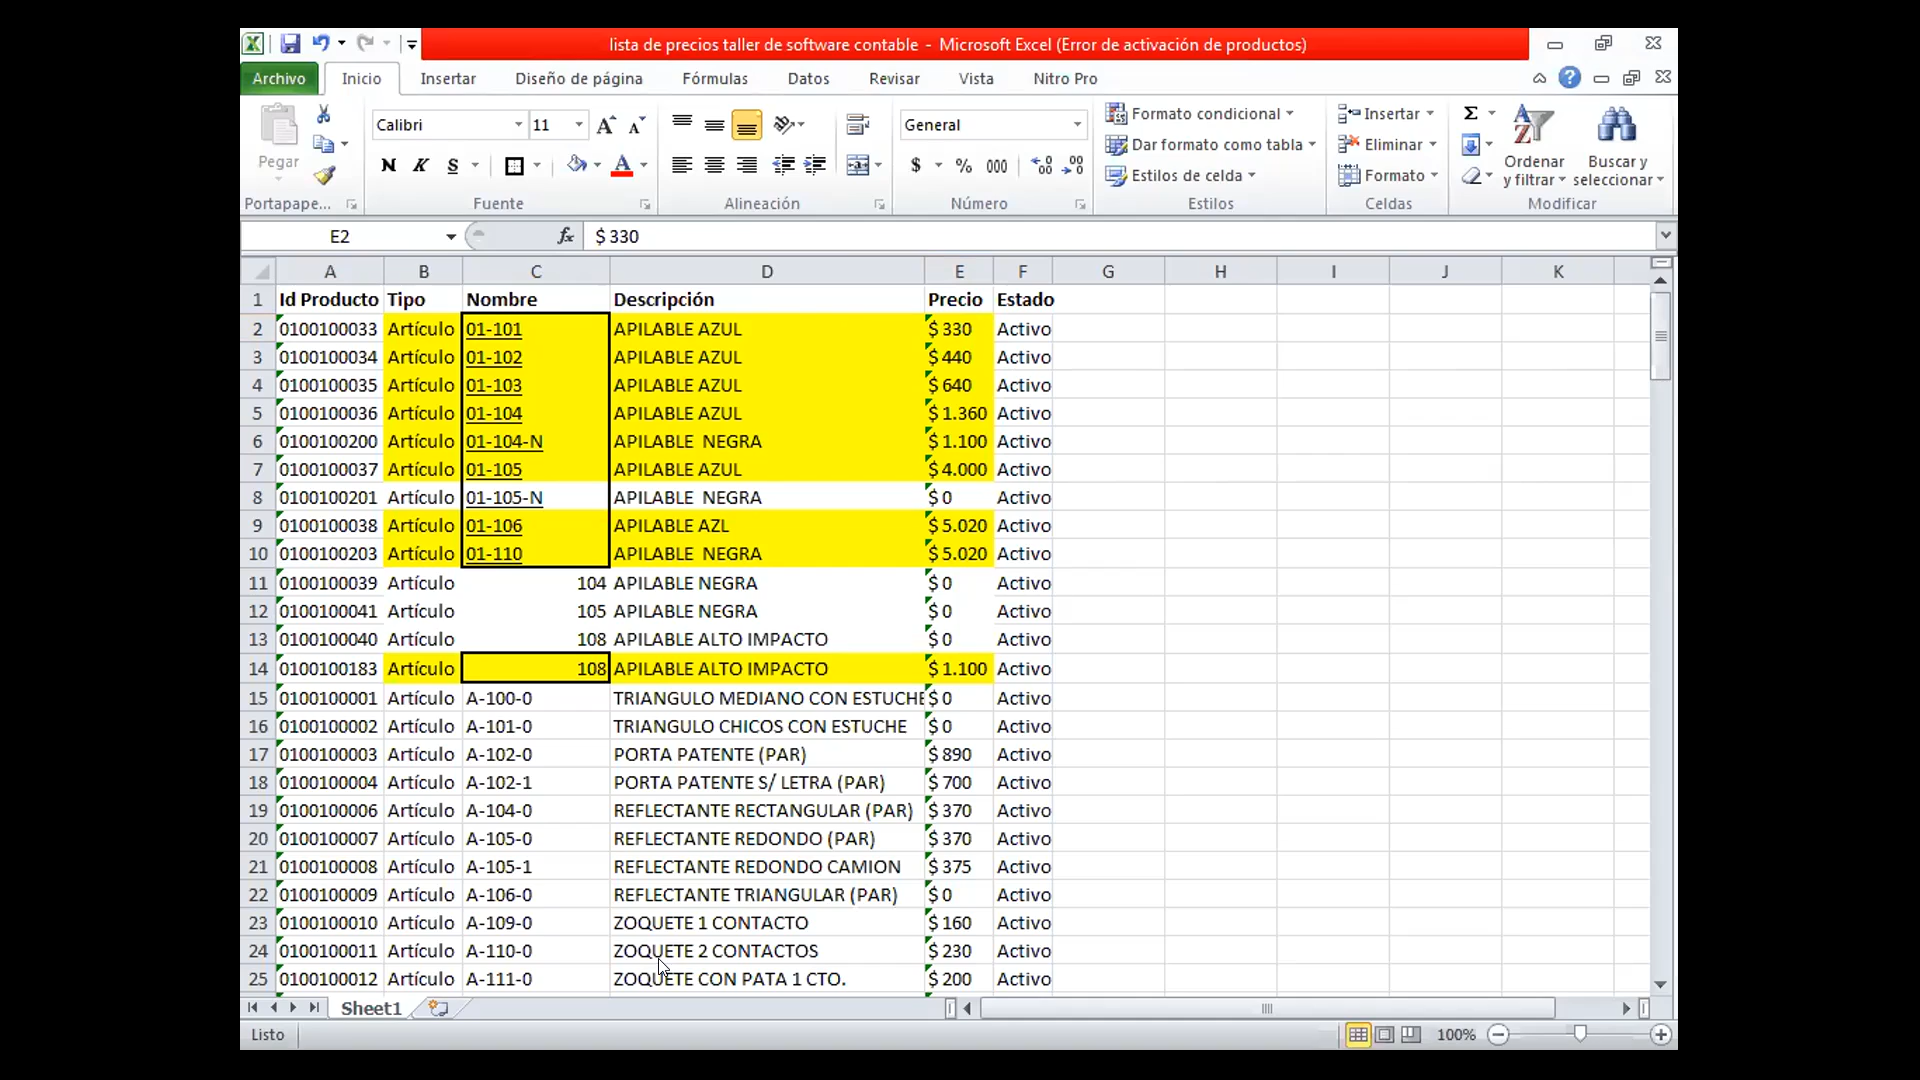 lista de precios taller de software contable - Microsoft Excel (Error de activación de productos)
Archivo Inicio Insertar Diseño de página Fórmulas Datos Revisar Vista Nitro Pro
Pegar
Portapape...
Calibri 11
N K S
Fuente
Alineación
General
$ % 000
Número
Formato condicional
Dar formato como tabla
Estilos de celda
Estilos
Insertar
Eliminar
Formato
Celdas
Ordenar y filtrar
Buscar y seleccionar
Modificar
E2 fx $ 330
A B C D E F G H I J K
1 Id Producto Tipo Nombre Descripción Precio Estado
2 0100100033 Artículo 01-101 APILABLE AZUL $ 330 Activo
3 0100100034 Artículo 01-102 APILABLE AZUL $ 440 Activo
4 0100100035 Artículo 01-103 APILABLE AZUL $ 640 Activo
5 0100100036 Artículo 01-104 APILABLE AZUL $ 1.360 Activo
6 0100100200 Artículo 01-104-N APILABLE  NEGRA $ 1.100 Activo
7 0100100037 Artículo 01-105 APILABLE AZUL $ 4.000 Activo
8 0100100201 Artículo 01-105-N APILABLE  NEGRA $ 0 Activo
9 0100100038 Artículo 01-106 APILABLE AZL $ 5.020 Activo
10 0100100203 Artículo 01-110 APILABLE  NEGRA $ 5.020 Activo
11 0100100039 Artículo 104 APILABLE NEGRA $ 0 Activo
12 0100100041 Artículo 105 APILABLE NEGRA $ 0 Activo
13 0100100040 Artículo 108 APILABLE ALTO IMPACTO $ 0 Activo
14 0100100183 Artículo 108 APILABLE ALTO IMPACTO $ 1.100 Activo
15 0100100001 Artículo A-100-0 TRIANGULO MEDIANO CON ESTUCHE $ 0 Activo
16 0100100002 Artículo A-101-0 TRIANGULO CHICOS CON ESTUCHE $ 0 Activo
17 0100100003 Artículo A-102-0 PORTA PATENTE (PAR) $ 890 Activo
18 0100100004 Artículo A-102-1 PORTA PATENTE S/ LETRA (PAR) $ 700 Activo
19 0100100006 Artículo A-104-0 REFLECTANTE RECTANGULAR (PAR) $ 370 Activo
20 0100100007 Artículo A-105-0 REFLECTANTE REDONDO (PAR) $ 370 Activo
21 0100100008 Artículo A-105-1 REFLECTANTE REDONDO CAMION $ 375 Activo
22 0100100009 Artículo A-106-0 REFLECTANTE TRIANGULAR (PAR) $ 0 Activo
23 0100100010 Artículo A-109-0 ZOQUETE 1 CONTACTO $ 160 Activo
24 0100100011 Artículo A-110-0 ZOQUETE 2 CONTACTOS $ 230 Activo
25 0100100012 Artículo A-111-0 ZOQUETE CON PATA 1 CTO. $ 200 Activo
Sheet1
Listo 100%